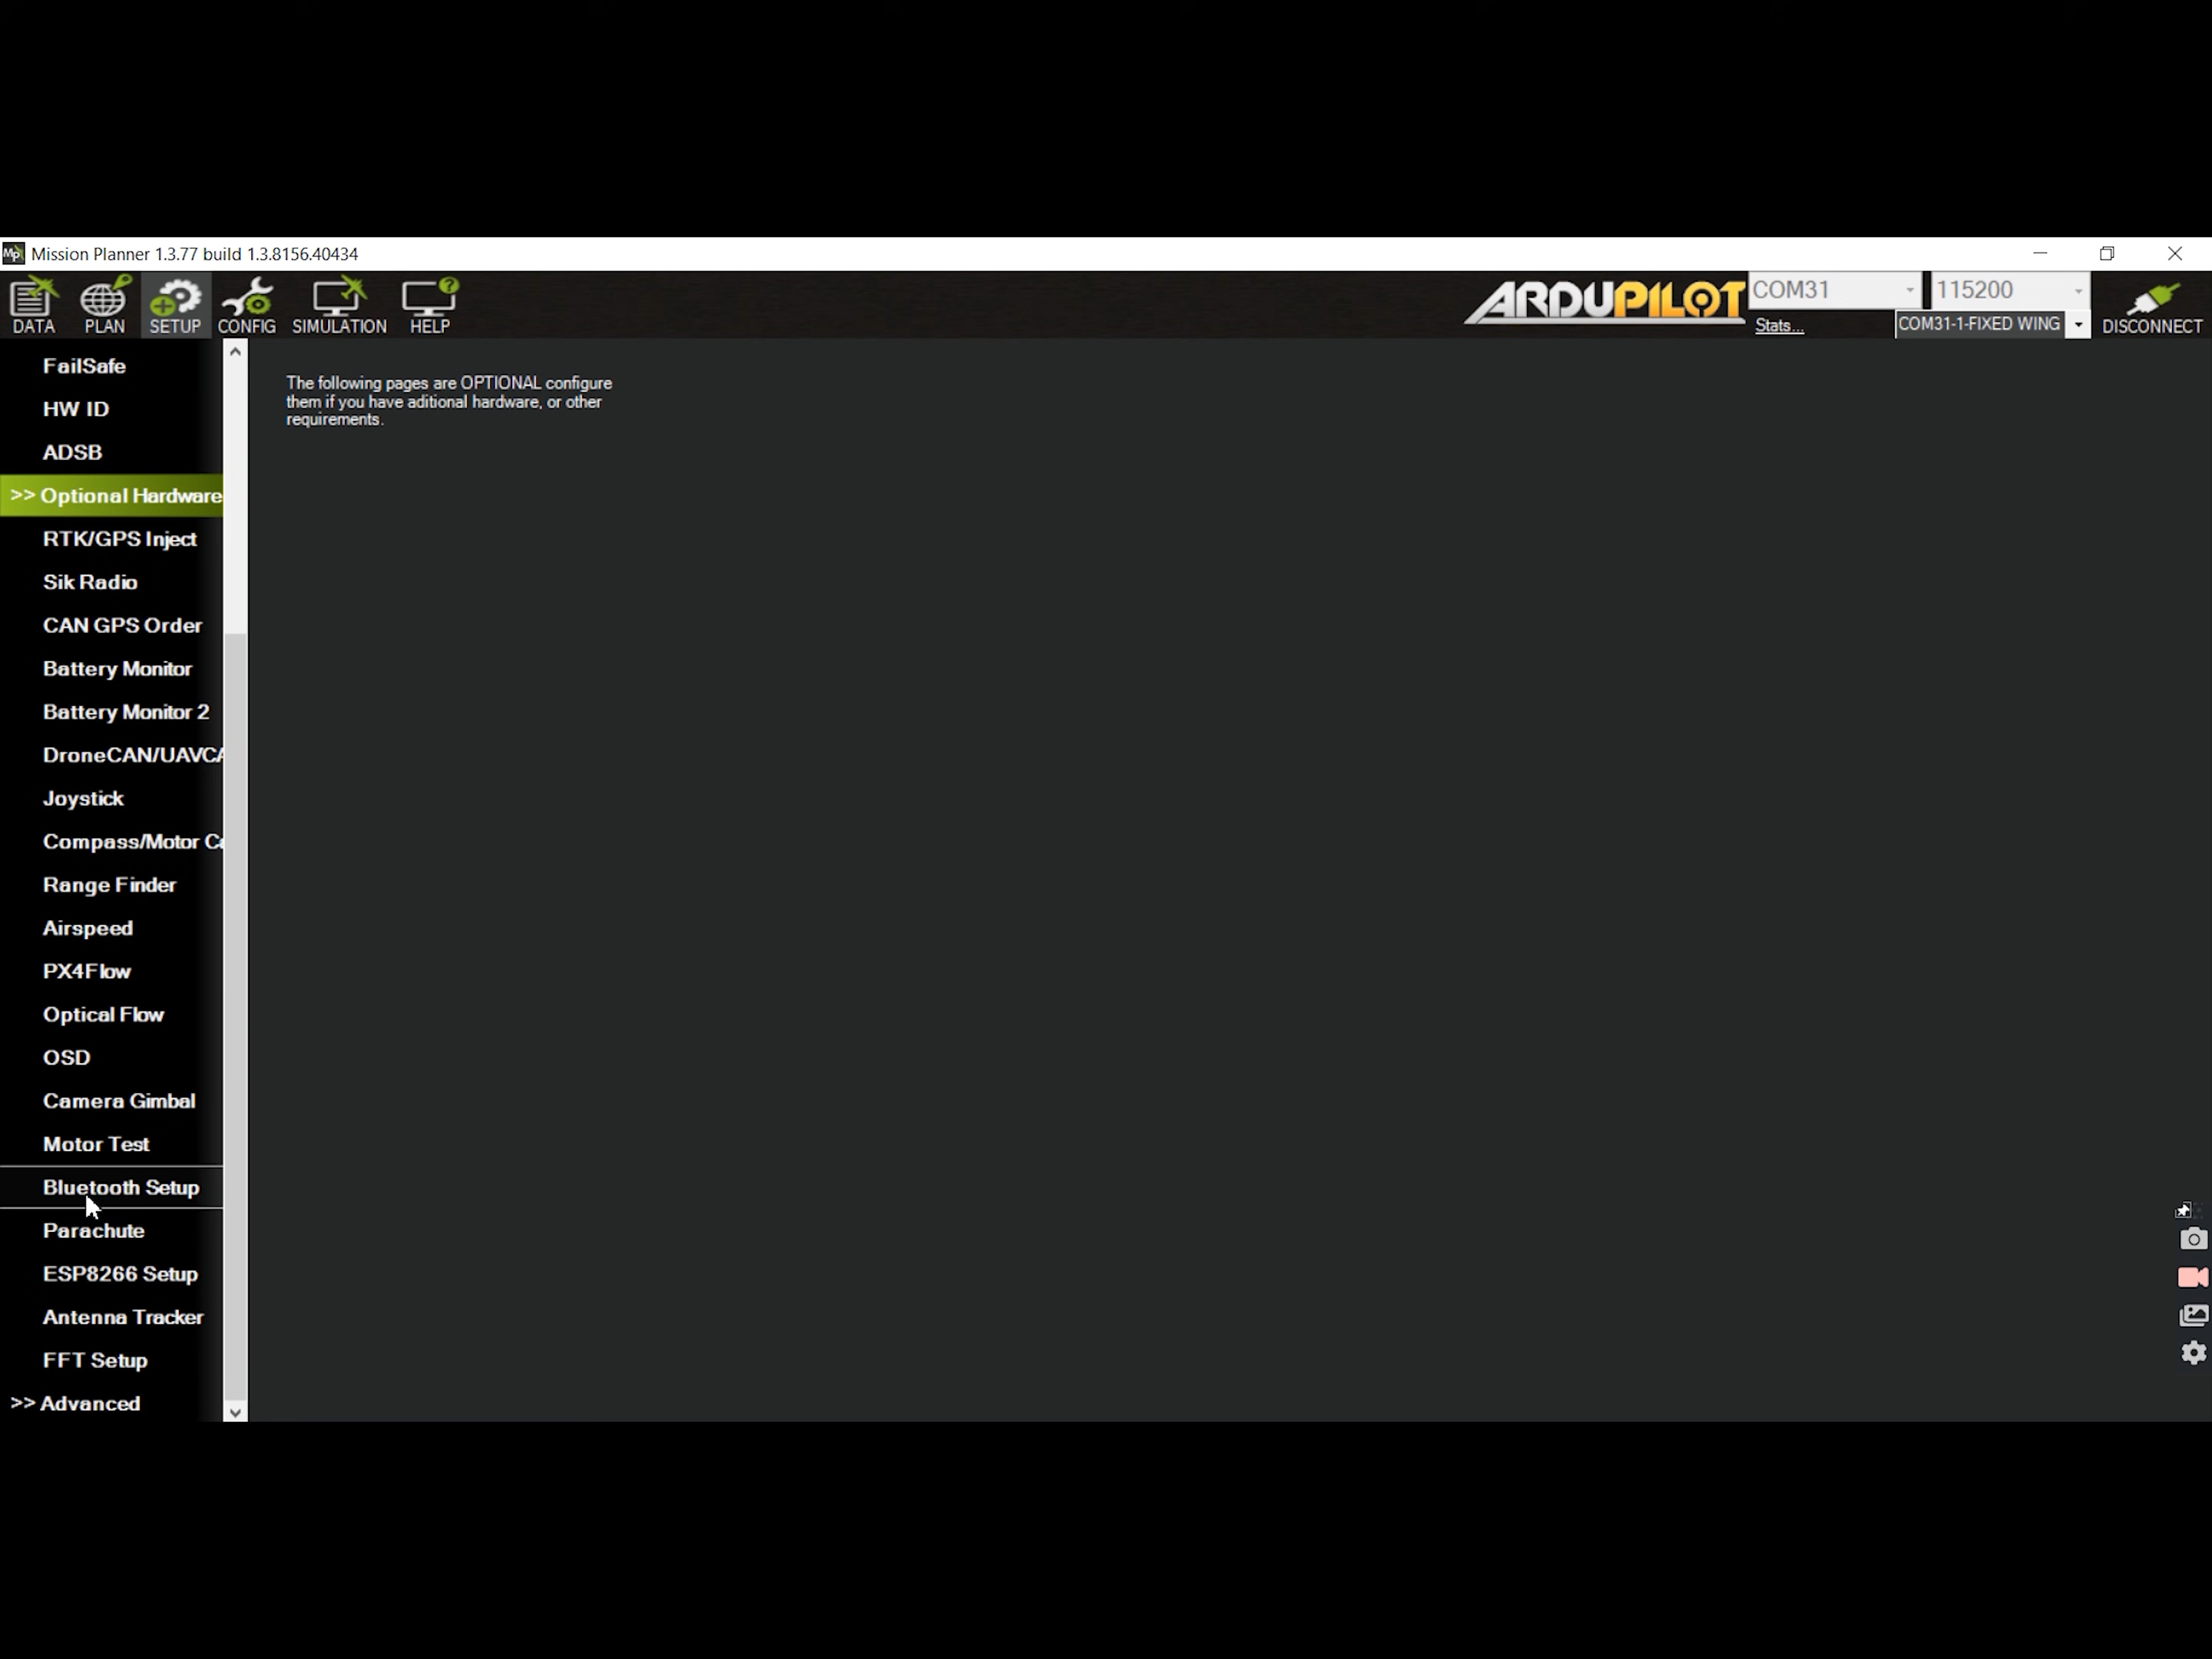 Mission Planner 1.3.77 build 1.3.8156.40434
DATA PLAN SETUP CONFIG SIMULATION HELP
ARDUPILOT
COM31 115200
Stats... COM31-1-FIXED WING
DISCONNECT
FailSafe
HW ID
ADSB
>> Optional Hardware
RTK/GPS Inject
Sik Radio
CAN GPS Order
Battery Monitor
Battery Monitor 2
DroneCAN/UAVCA
Joystick
Compass/Motor Ca
Range Finder
Airspeed
PX4Flow
Optical Flow
OSD
Camera Gimbal
Motor Test
Bluetooth Setup
Parachute
ESP8266 Setup
Antenna Tracker
FFT Setup
>> Advanced
The following pages are OPTIONAL configure
them if you have aditional hardware, or other
requirements.